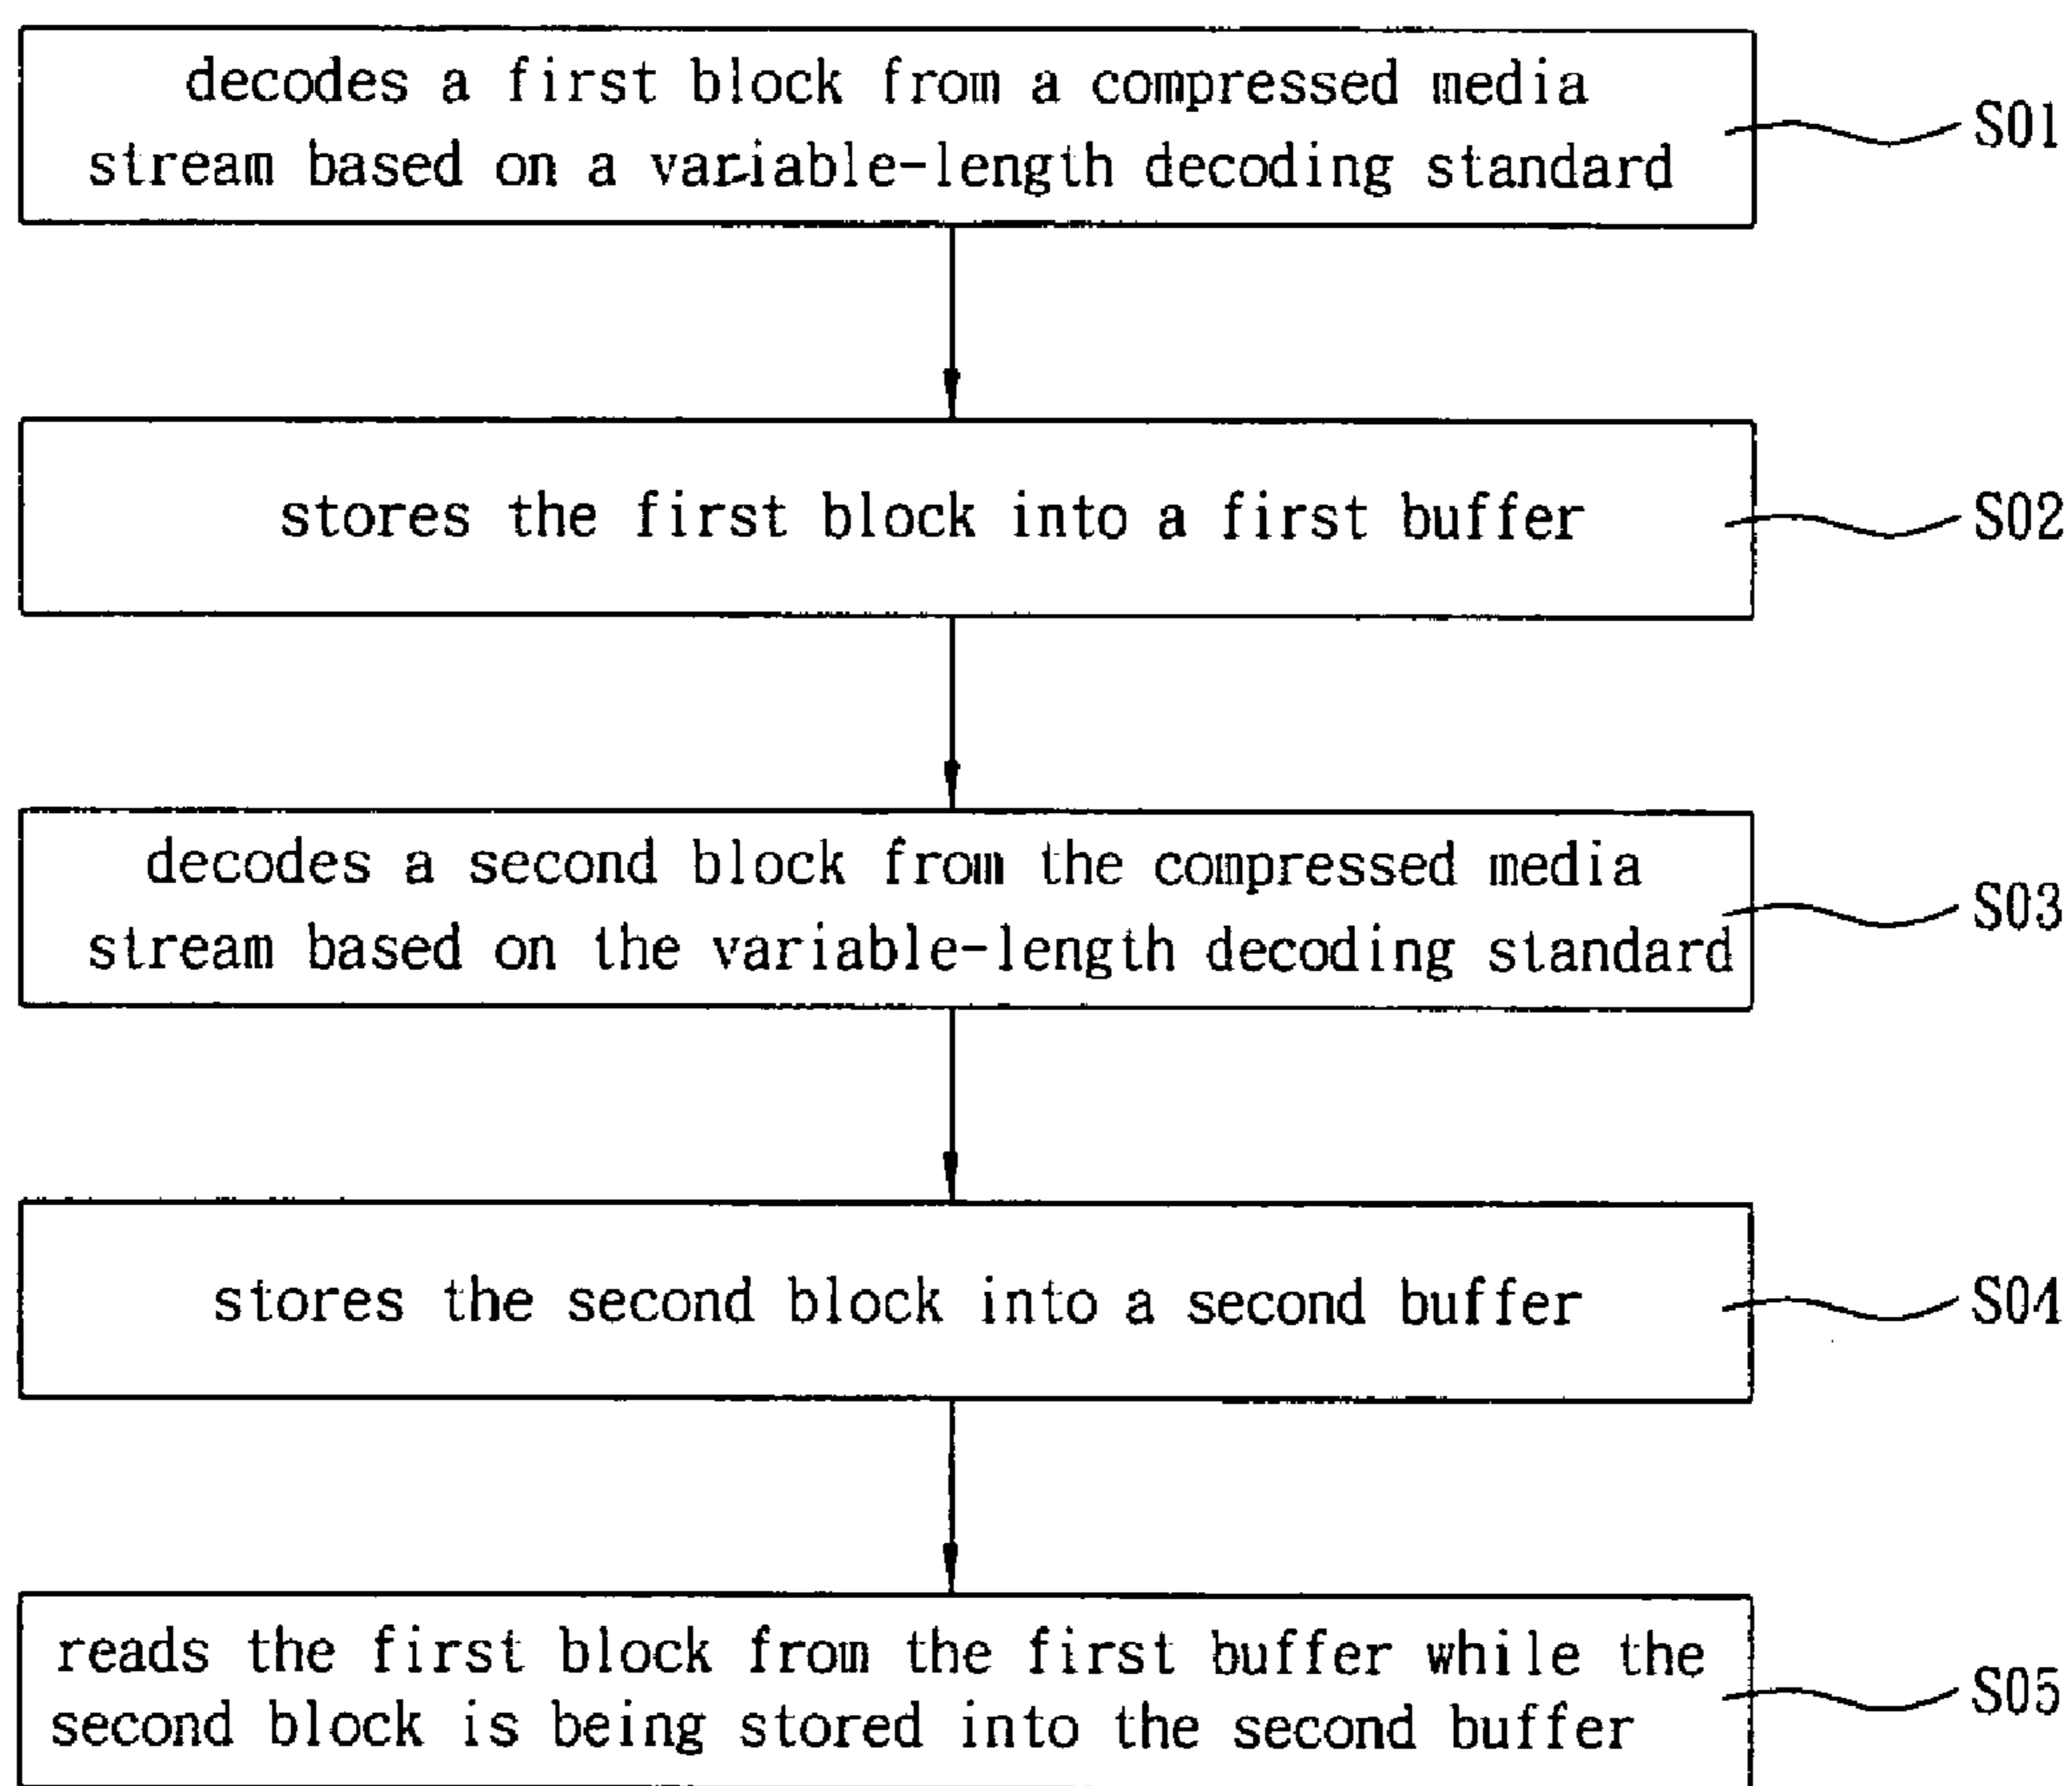 decodes a first block from a compressed media
stream based on a variable-length decoding standard
S01
stores the first block into a first buffer
S02
decodes a second block from the compressed media
stream based on the variable-length decoding standard
S03
stores the second block into a second buffer
S04
reads the first block from the first buffer while the
second block is being stored into the second buffer
S05